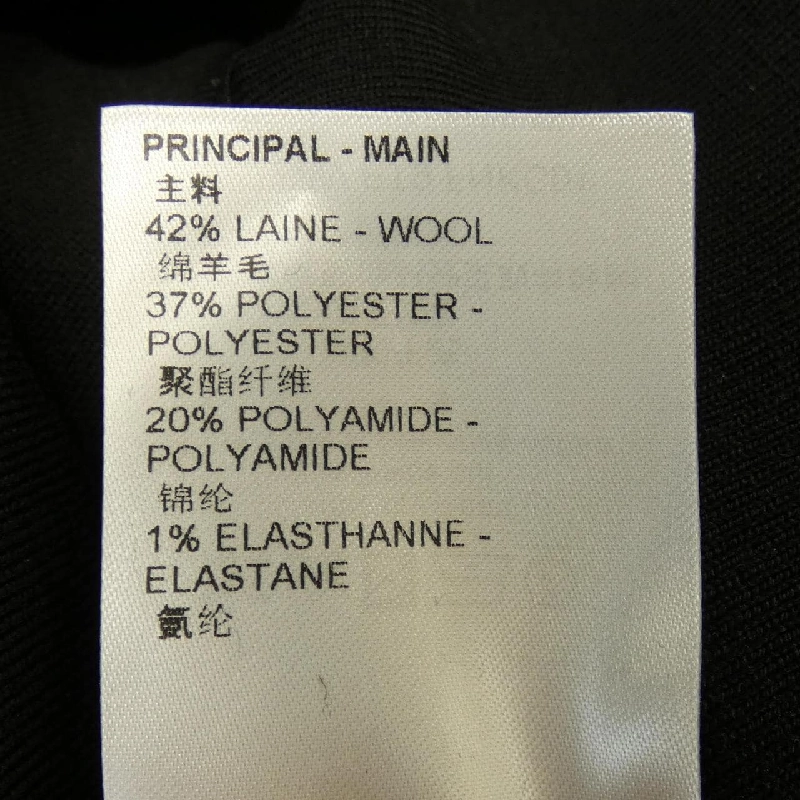 PRINCIPAL - MAIN
主料
42% LAINE - WOOL
绵羊毛
37% POLYESTER -
POLYESTER
聚酯纤维
20% POLYAMIDE -
POLYAMIDE
锦纶
1% ELASTHANNE -
ELASTANE
氨纶